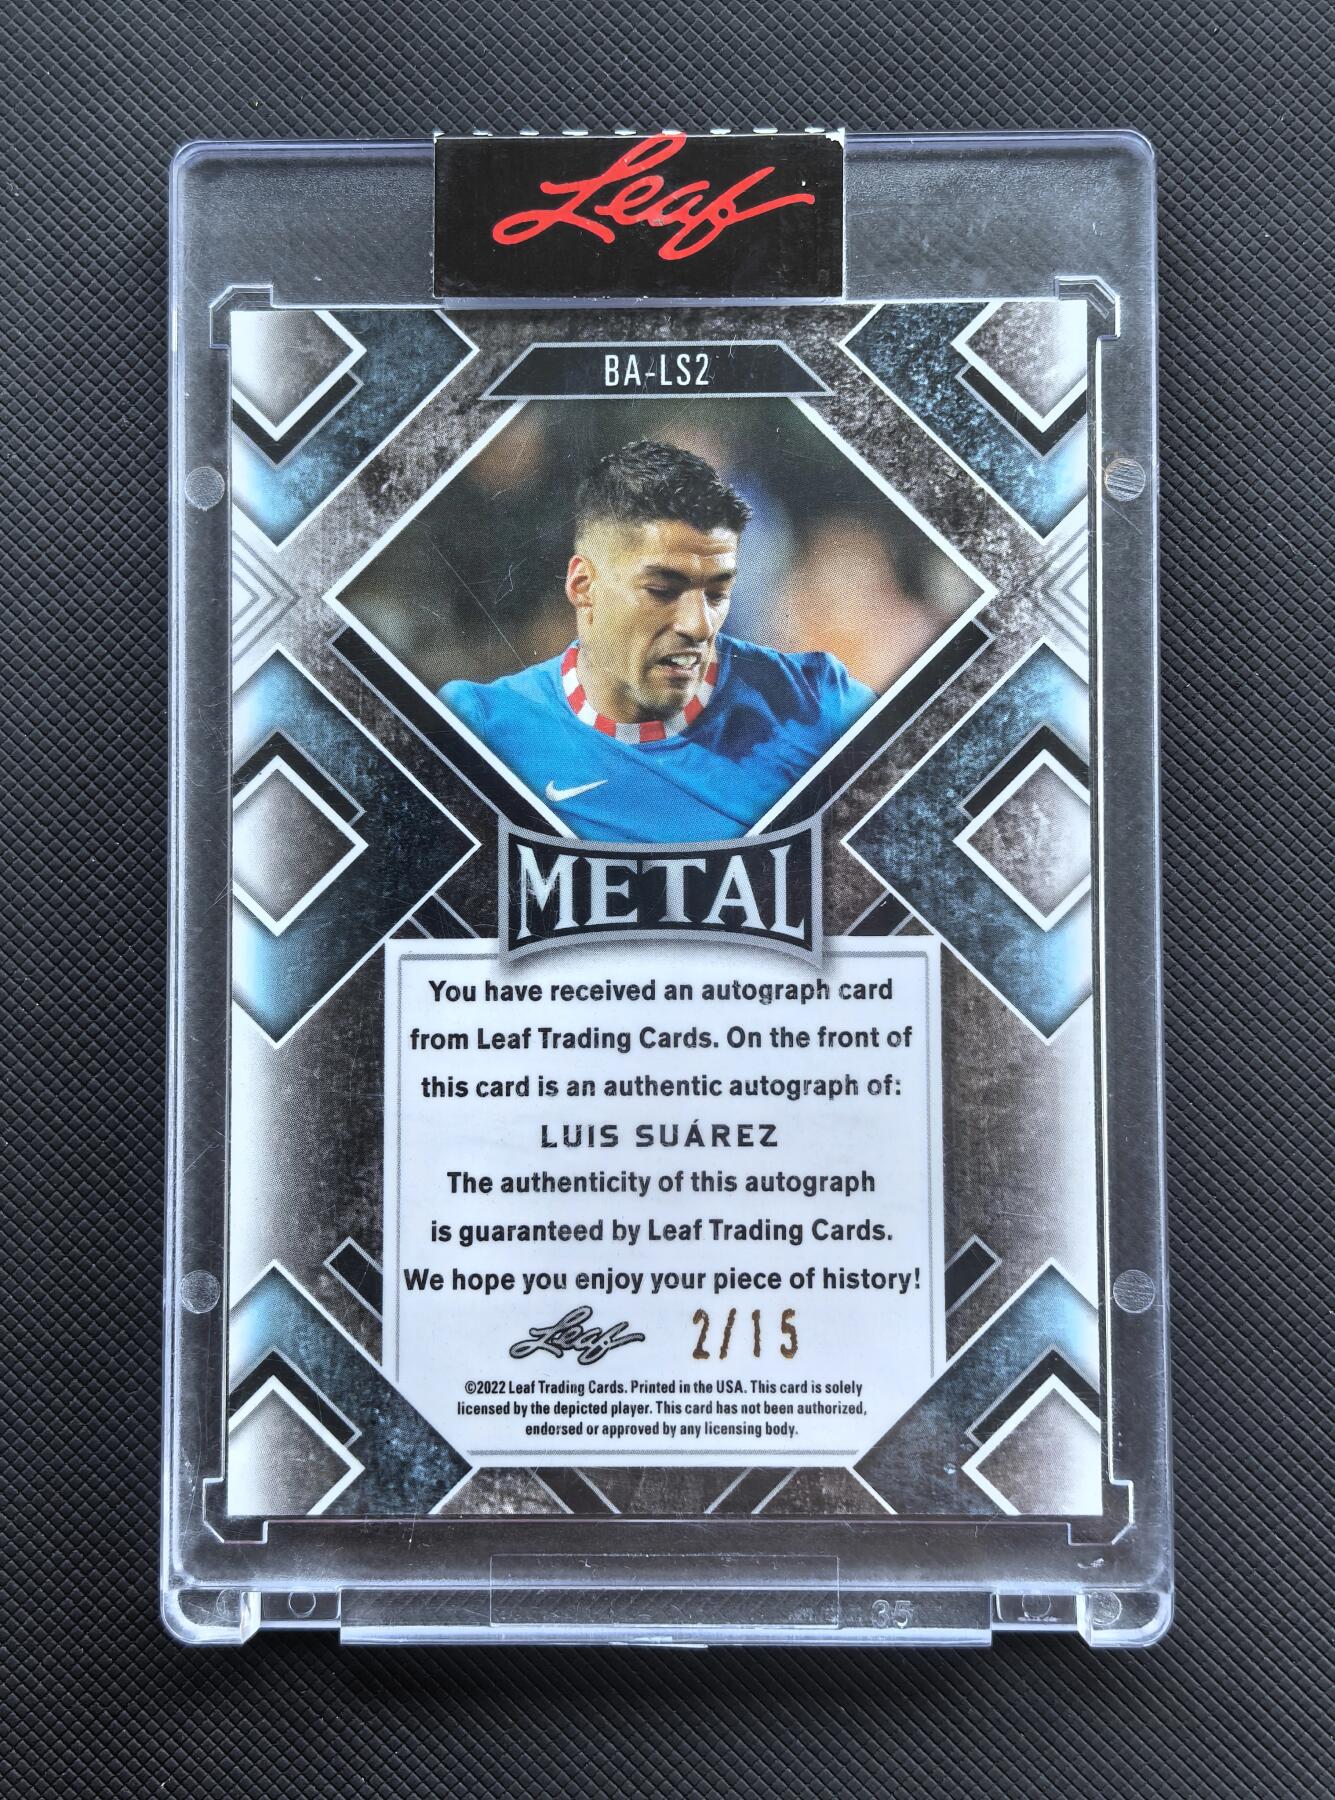 Leaf
BA-LS2
METAL
You have received an autograph card
from Leaf Trading Cards. On the front of
this card is an authentic autograph of:
LUIS SUÁREZ
The authenticity of this autograph
is guaranteed by Leaf Trading Cards.
We hope you enjoy your piece of history!
Leaf 2/15
©2022 Leaf Trading Cards. Printed in the USA. This card is solely
licensed by the depicted player. This card has not been authorized,
endorsed or approved by any licensing body.
35